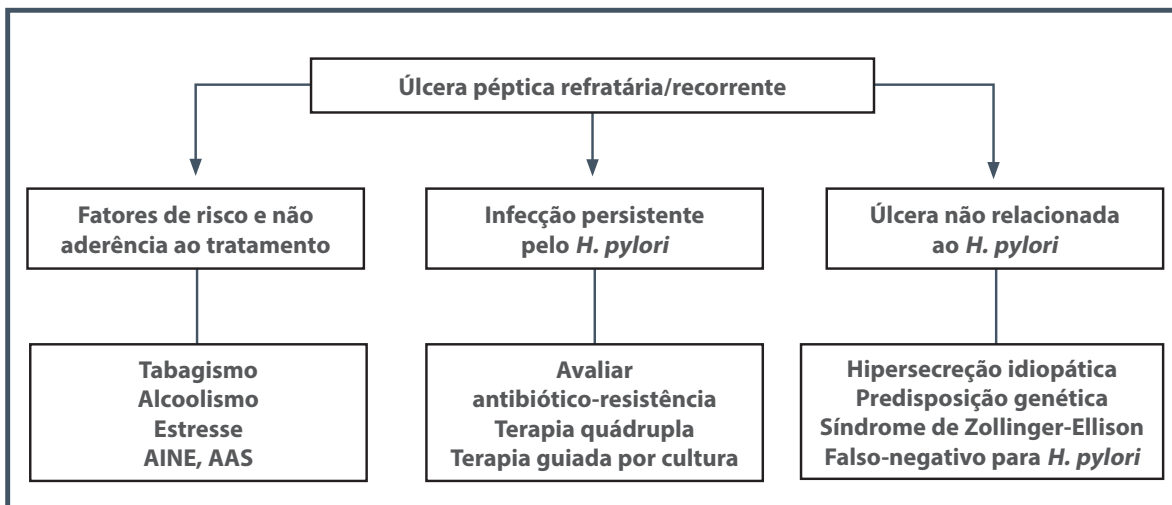 Úlcera péptica refratária/recorrente
Fatores de risco e não
aderência ao tratamento
Infecção persistente
pelo H. pylori
Úlcera não relacionada
ao H. pylori
Tabagismo
Alcoolismo
Estresse
AINE, AAS
Avaliar
antibiótico-resistência
Terapia quádrupla
Terapia guiada por cultura
Hipersecreção idiopática
Predisposição genética
Síndrome de Zollinger-Ellison
Falso-negativo para H. pylori